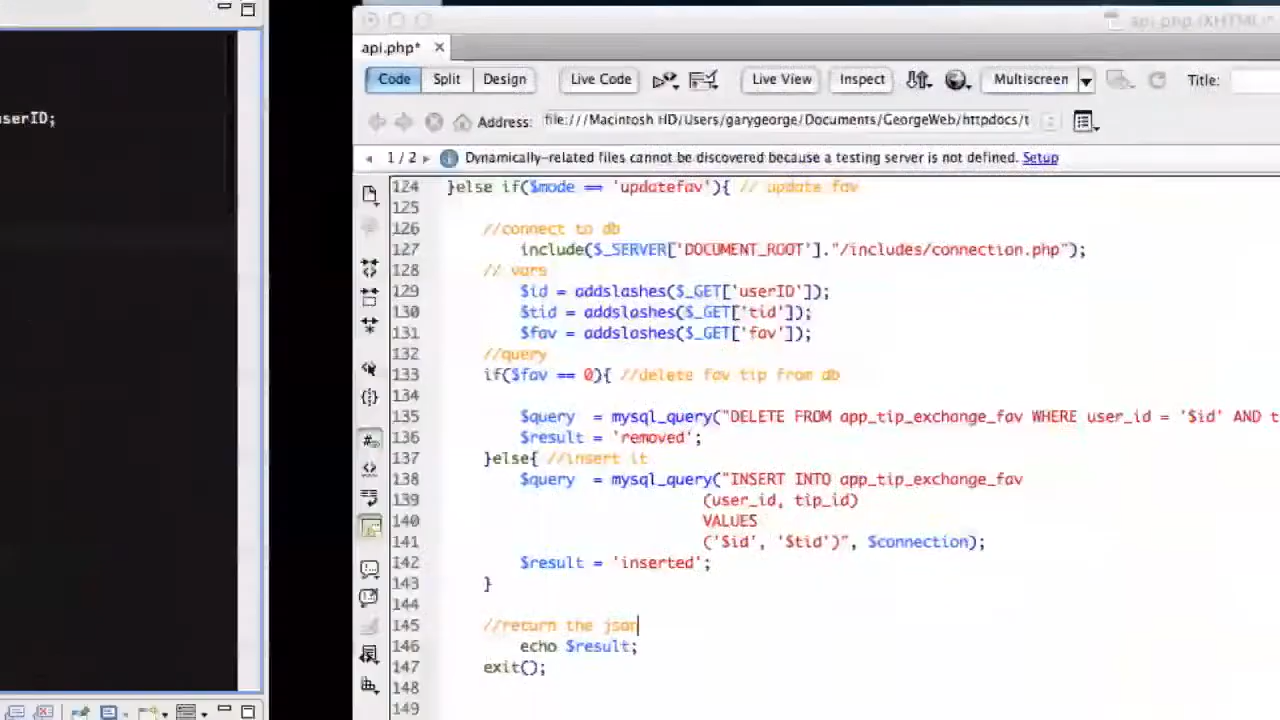 api.php (XHTML)*
api.php*
Code
Split
Design
Live Code
Live View
Inspect
Multiscreen
Title:
userID;
Address: file:///Macintosh HD/Users/garygeorge/Documents/GeorgeWeb/httpdocs/t
1 / 2
Dynamically-related files cannot be discovered because a testing server is not defined. Setup
124 }else if($mode == 'updatefav'){ // update fav
125
126 //connect to db
127 include($_SERVER['DOCUMENT_ROOT']."/includes/connection.php");
128 // vars
129 $id = addslashes($_GET['userID']);
130 $tid = addslashes($_GET['tid']);
131 $fav = addslashes($_GET['fav']);
132 //query
133 if($fav == 0){ //delete fav tip from db
134
135 $query = mysql_query("DELETE FROM app_tip_exchange_fav WHERE user_id = '$id' AND t
136 $result = 'removed';
137 }else{ //insert it
138 $query = mysql_query("INSERT INTO app_tip_exchange_fav
139 (user_id, tip_id)
140 VALUES
141 ('$id', '$tid')", $connection);
142 $result = 'inserted';
143 }
144
145 //return the json
146 echo $result;
147 exit();
148
149